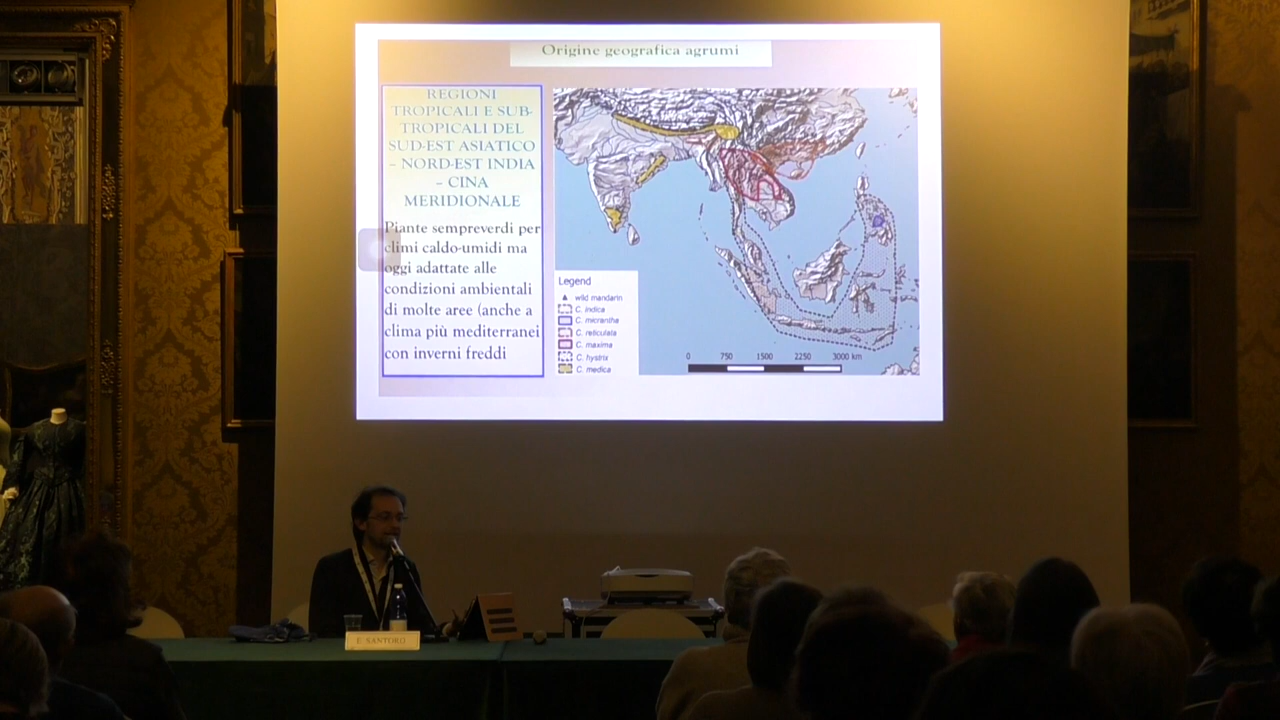 Origine geografica agrumi
REGIONI
TROPICALI E SUB-
TROPICALI DEL
SUD-EST ASIATICO
– NORD-EST INDIA
– CINA
MERIDIONALE
Piante sempreverdi per
climi caldo-umidi ma
oggi adattate alle
condizioni ambientali
di molte aree (anche a
clima più mediterranei
con inverni freddi
Legend
wild mandarin
C. indica
C. micrantha
C. reticulata
C. maxima
C. hystrix
C. medica
0 750 1500 2250 3000 km
E. SANTORO